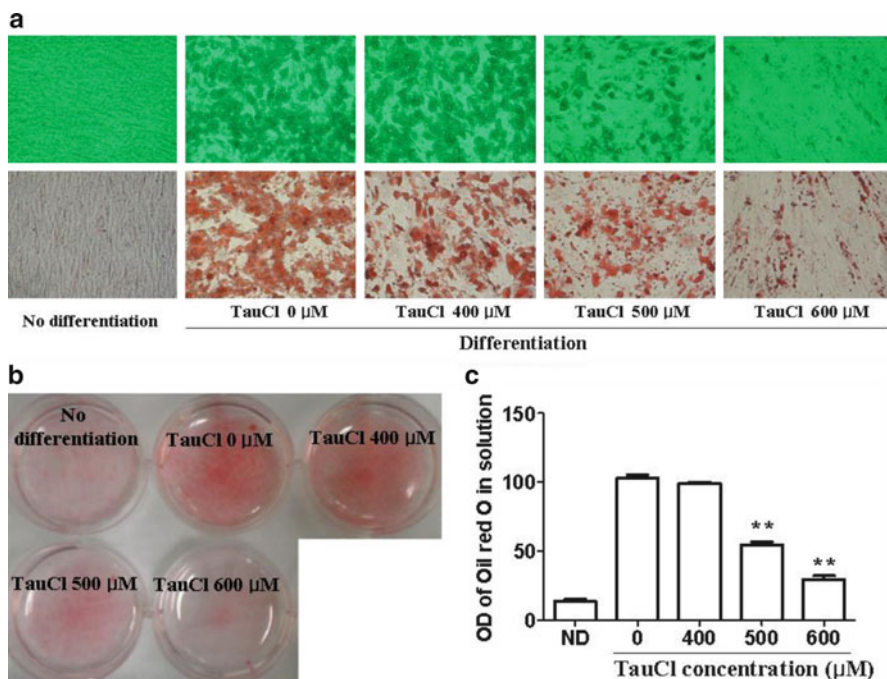 a
No differentiation
TauCl 0 μM
TauCl 400 μM
TauCl 500 μM
TauCl 600 μM
Differentiation
b
No
differentiation
TauCl 0 μM
TauCl 400 μM
TauCl 500 μM
TauCl 600 μM
c
OD of Oil red O in solution
150
100
50
0
**
**
ND
0
400
500
600
TauCl concentration (μM)